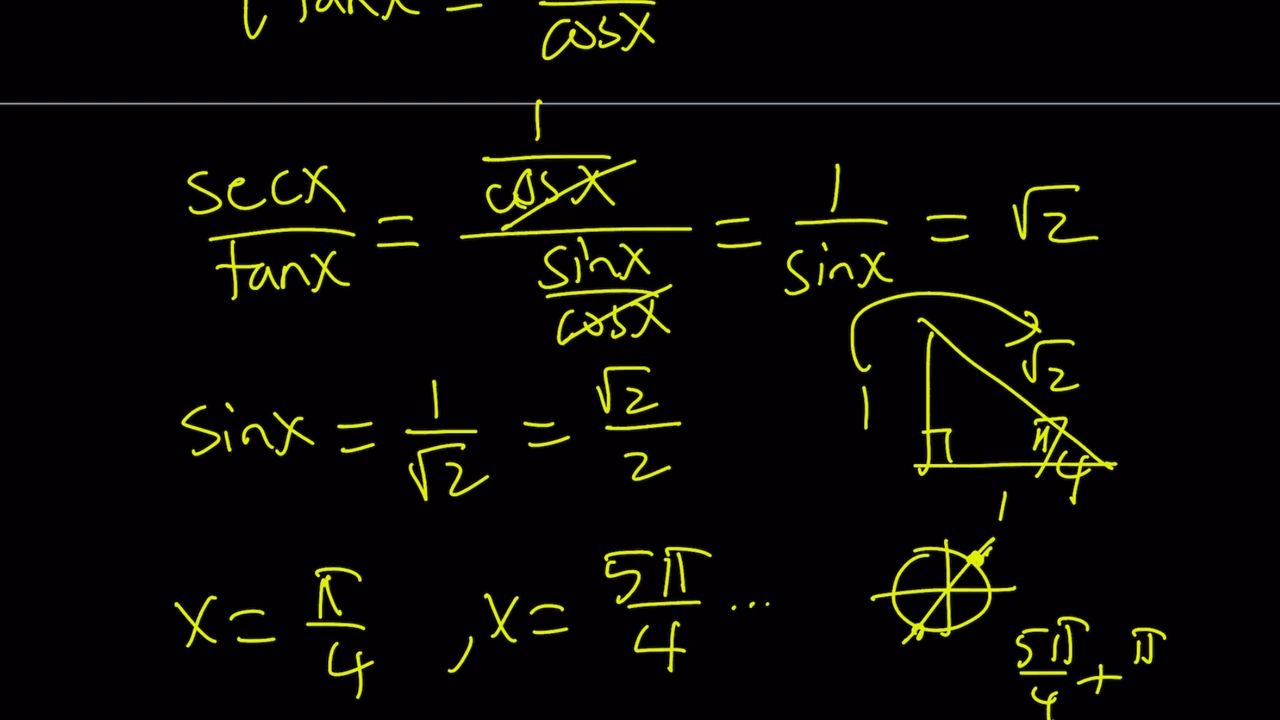 tanx = / cosx
secx/tanx = (1/cosx)/(sinx/cosx) = 1/sinx = √2
sinx = 1/√2 = √2/2
1 √2
π/4
1
x = π/4 , x = 5π/4 ...
5π/4 + π